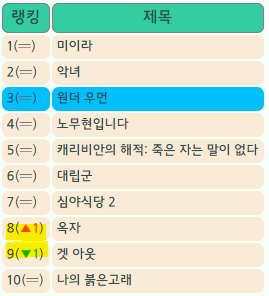 랭킹 제목
1(═) 미이라
2(═) 악녀
3(═) 원더 우먼
4(═) 노무현입니다
5(═) 캐리비안의 해적: 죽은 자는 말이 없다
6(═) 대립군
7(═) 심야식당 2
8(▲1) 옥자
9(▼1) 겟 아웃
10(═) 나의 붉은고래